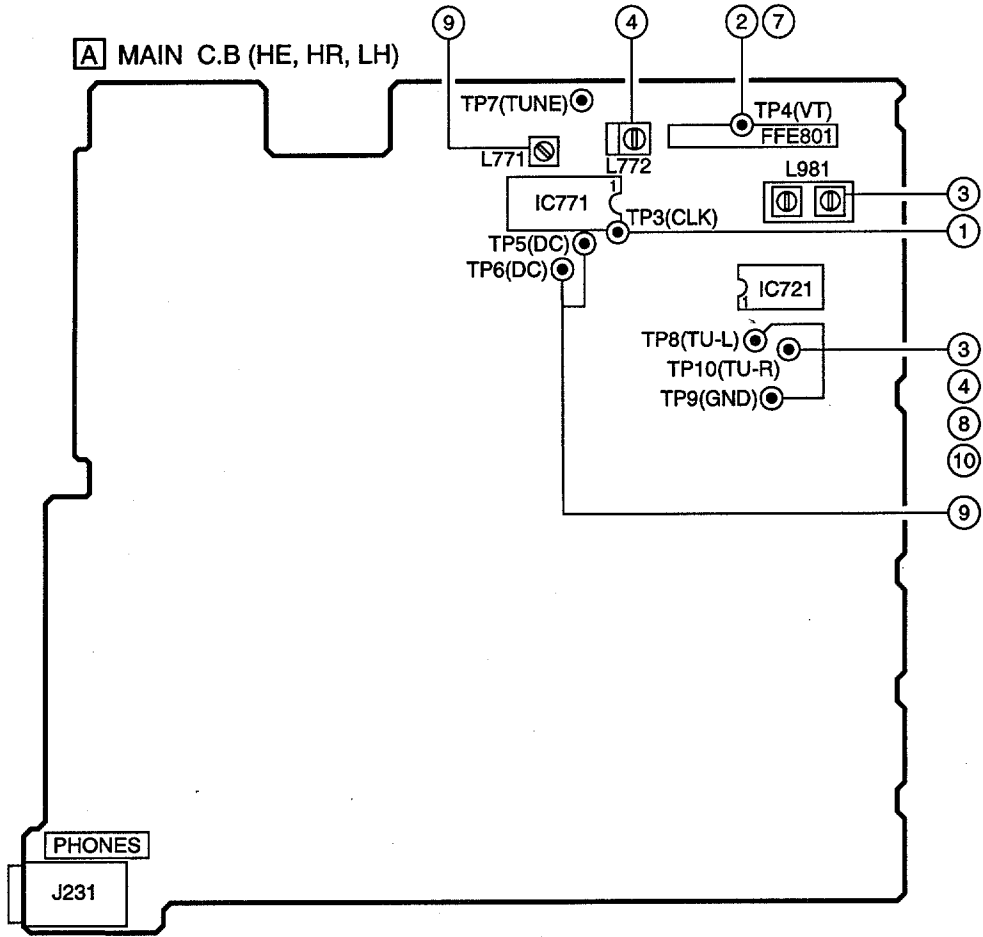 9
4
2 7
A MAIN C.B (HE, HR, LH)
TP7(TUNE)
TP4(VT)
FFE801
L771
L772
L981
1
IC771
3
TP3(CLK)
1
TP5(DC)
TP6(DC)
IC721
1
TP8(TU-L)
3
TP10(TU-R)
4
TP9(GND)
8
10
9
PHONES
J231